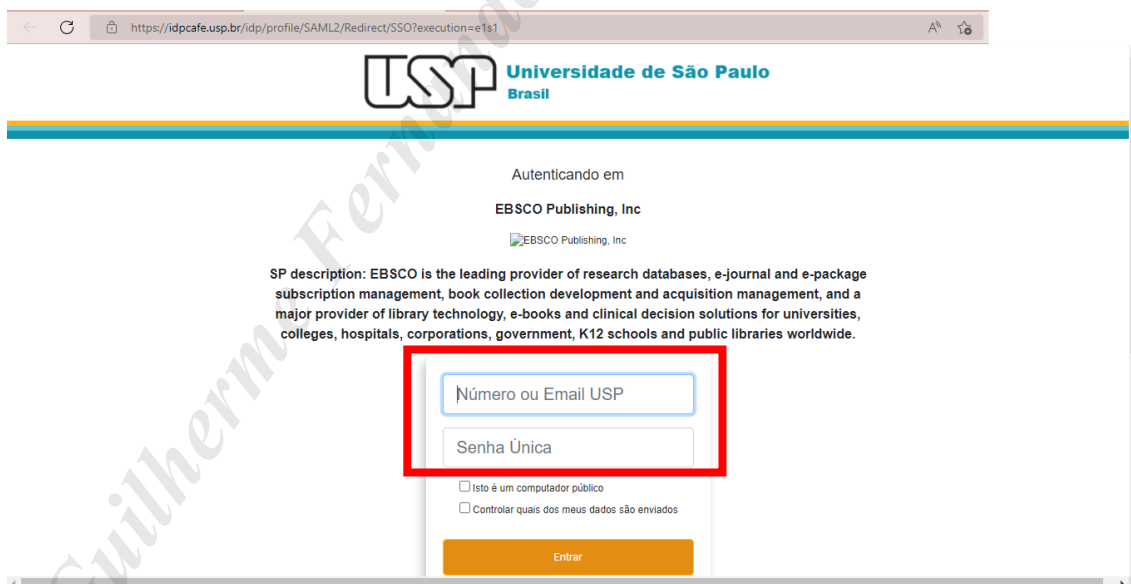 https://idpcafe.usp.br/idp/profile/SAML2/Redirect/SSO?execution=e1s1
USP Universidade de São Paulo
Brasil
Autenticando em
EBSCO Publishing, Inc
EBSCO Publishing, Inc
SP description: EBSCO is the leading provider of research databases, e-journal and e-package
subscription management, book collection development and acquisition management, and a
major provider of library technology, e-books and clinical decision solutions for universities,
colleges, hospitals, corporations, government, K12 schools and public libraries worldwide.
Número ou Email USP
Senha Única
Isto é um computador público
Controlar quais dos meus dados são enviados
Entrar
Guilherme